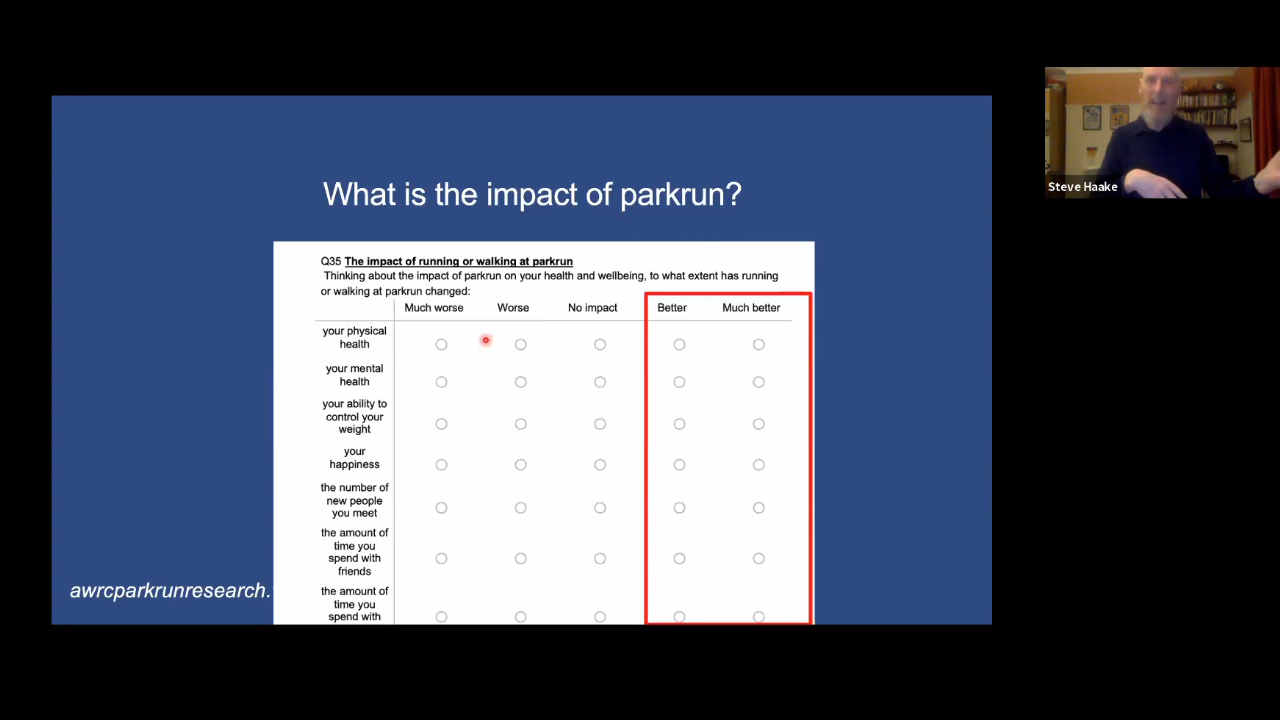 What is the impact of parkrun?
Steve Haake
Q35 The impact of running or walking at parkrun
Thinking about the impact of parkrun on your health and wellbeing, to what extent has running
or walking at parkrun changed:
Much worse Worse No impact Better Much better
your physical
health
your mental
health
your ability to
control your
weight
your
happiness
the number of
new people
you meet
the amount of
time you
spend with
friends
the amount of
time you
spend with
awrcparkrunresearch.